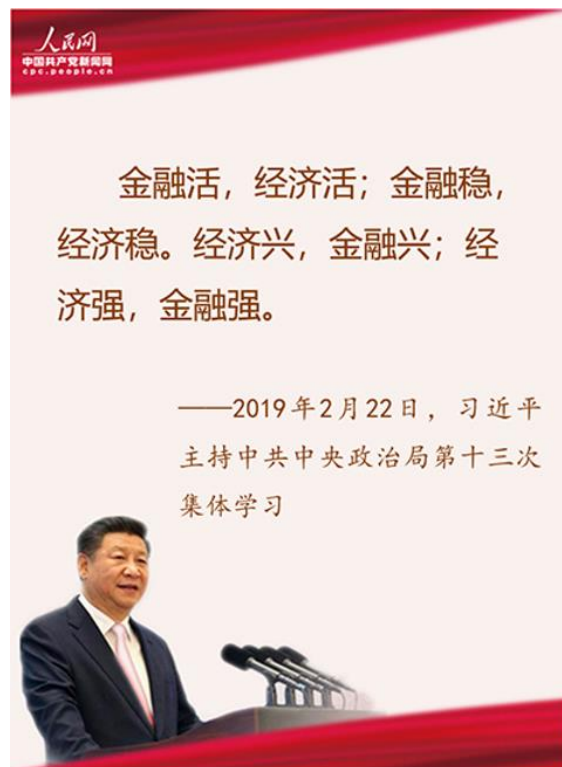 人民网
中国共产党新闻网
cpc.people.cn
金融活，经济活；金融稳，
经济稳。经济兴，金融兴；经
济强，金融强。
——2019年2月22日，习近平
主持中共中央政治局第十三次
集体学习